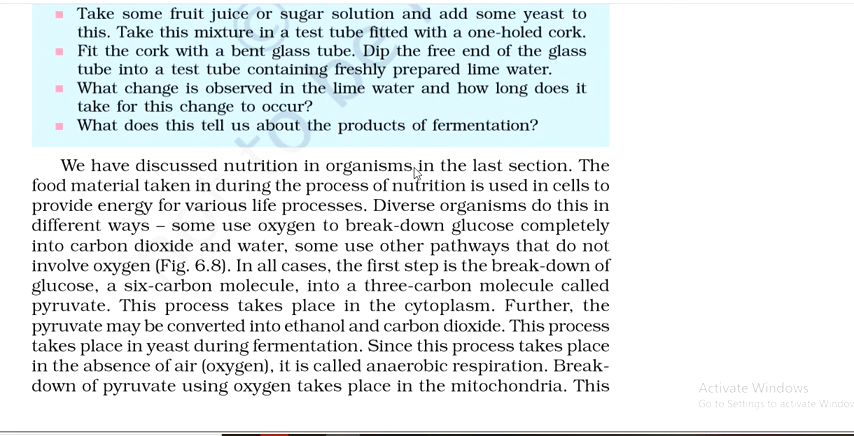 Take some fruit juice or sugar solution and add some yeast to
this. Take this mixture in a test tube fitted with a one-holed cork.
Fit the cork with a bent glass tube. Dip the free end of the glass
tube into a test tube containing freshly prepared lime water.
What change is observed in the lime water and how long does it
take for this change to occur?
What does this tell us about the products of fermentation?
We have discussed nutrition in organisms in the last section. The
food material taken in during the process of nutrition is used in cells to
provide energy for various life processes. Diverse organisms do this in
different ways – some use oxygen to break-down glucose completely
into carbon dioxide and water, some use other pathways that do not
involve oxygen (Fig. 6.8). In all cases, the first step is the break-down of
glucose, a six-carbon molecule, into a three-carbon molecule called
pyruvate. This process takes place in the cytoplasm. Further, the
pyruvate may be converted into ethanol and carbon dioxide. This process
takes place in yeast during fermentation. Since this process takes place
in the absence of air (oxygen), it is called anaerobic respiration. Break-
down of pyruvate using oxygen takes place in the mitochondria. This
Activate Windows
Go to Settings to activate
©
to be